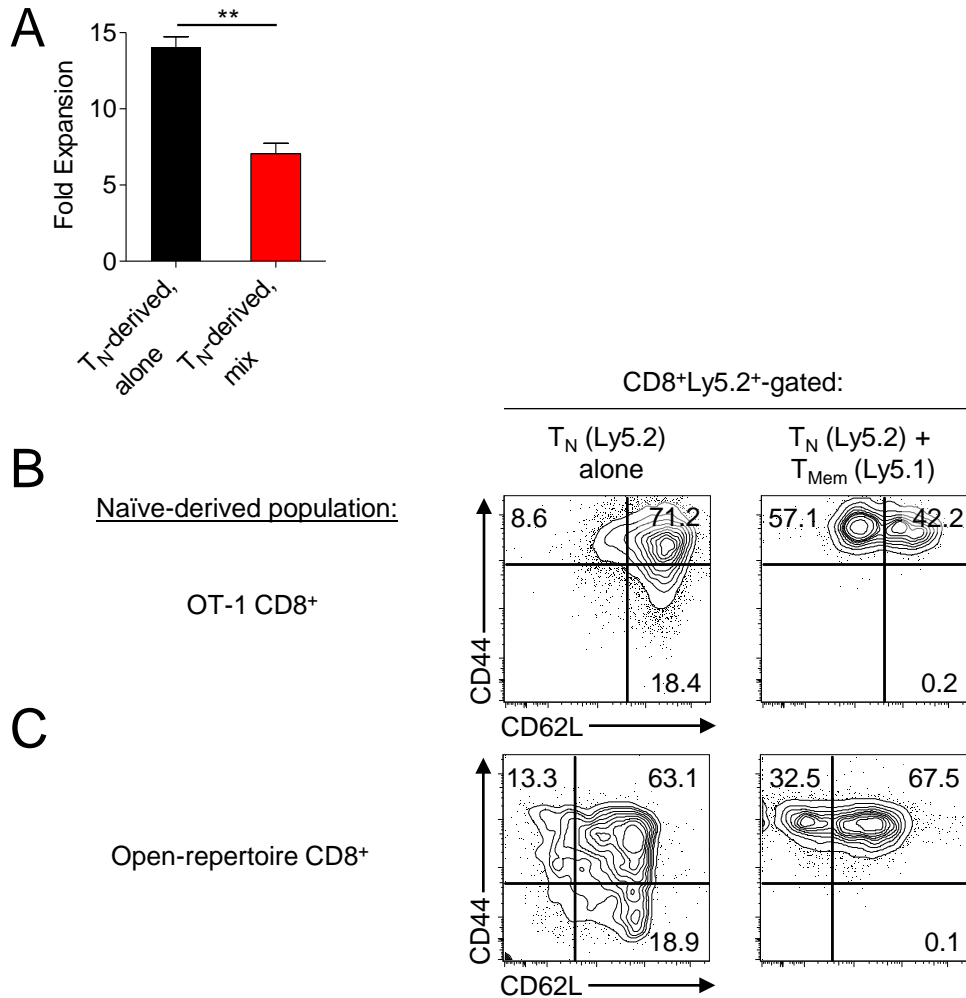 A
**
15
10
5
0
Fold Expansion
TN-derived,
alone
TN-derived,
mix
CD8+Ly5.2+-gated:
TN (Ly5.2)
alone
TN (Ly5.2) +
TMem (Ly5.1)
B
Naïve-derived population:
OT-1 CD8+
8.6 71.2
18.4
57.1 42.2
0.2
CD44
CD62L
C
Open-repertoire CD8+
13.3 63.1
18.9
32.5 67.5
0.1
CD44
CD62L